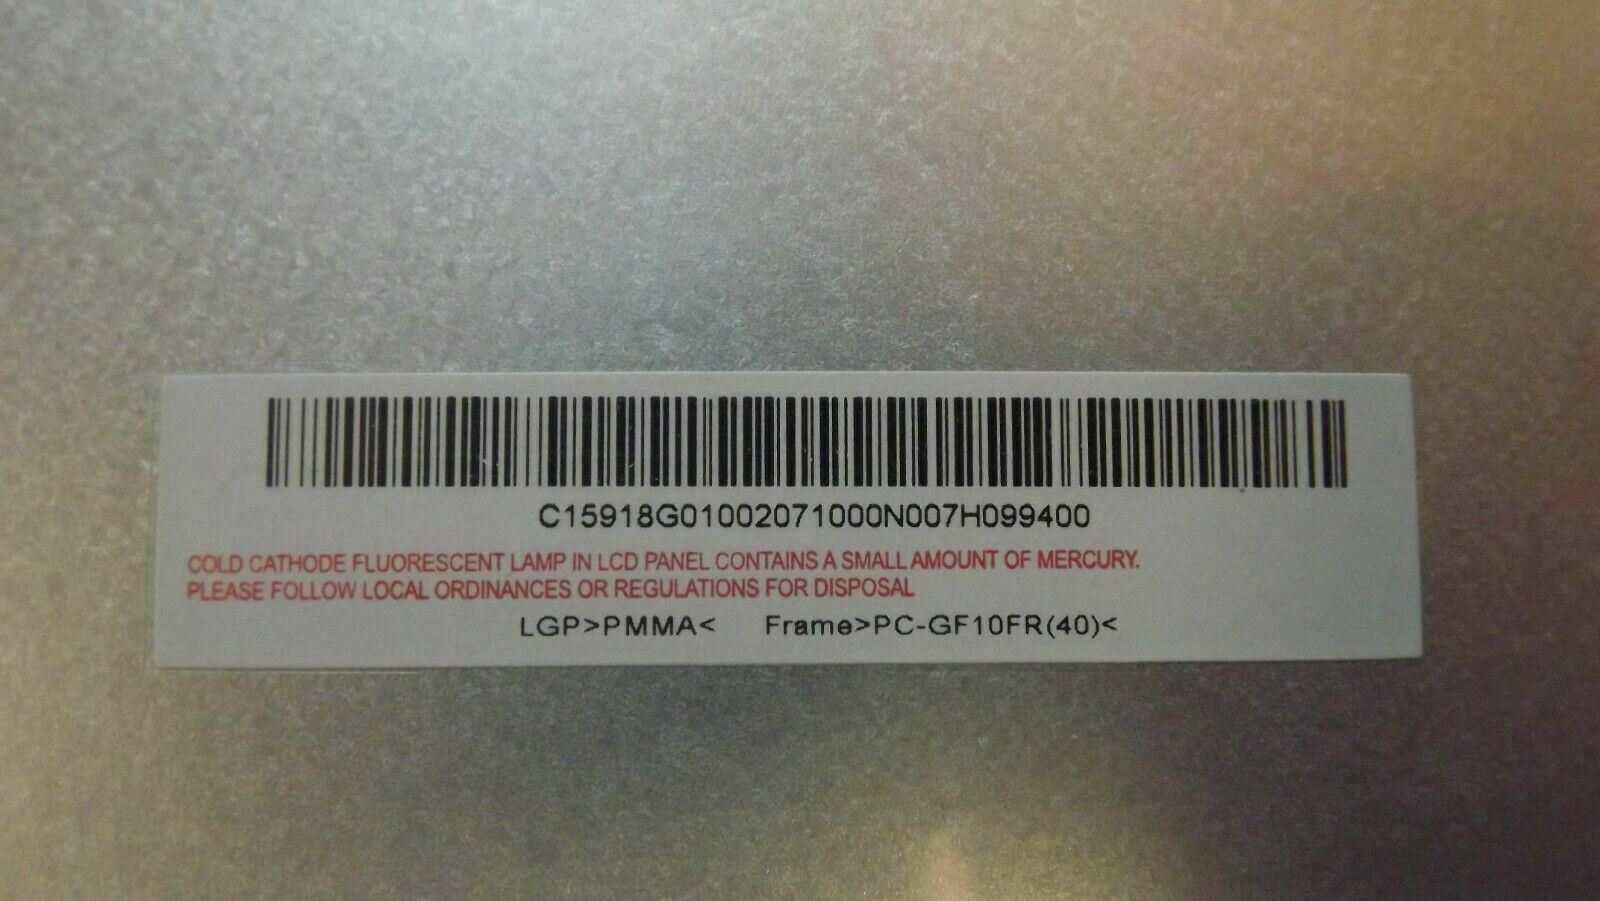 C15918G01002071000N007H099400
COLD CATHODE FLUORESCENT LAMP IN LCD PANEL CONTAINS A SMALL AMOUNT OF MERCURY.
PLEASE FOLLOW LOCAL ORDINANCES OR REGULATIONS FOR DISPOSAL
LGP>PMMA< Frame>PC-GF10FR(40)<